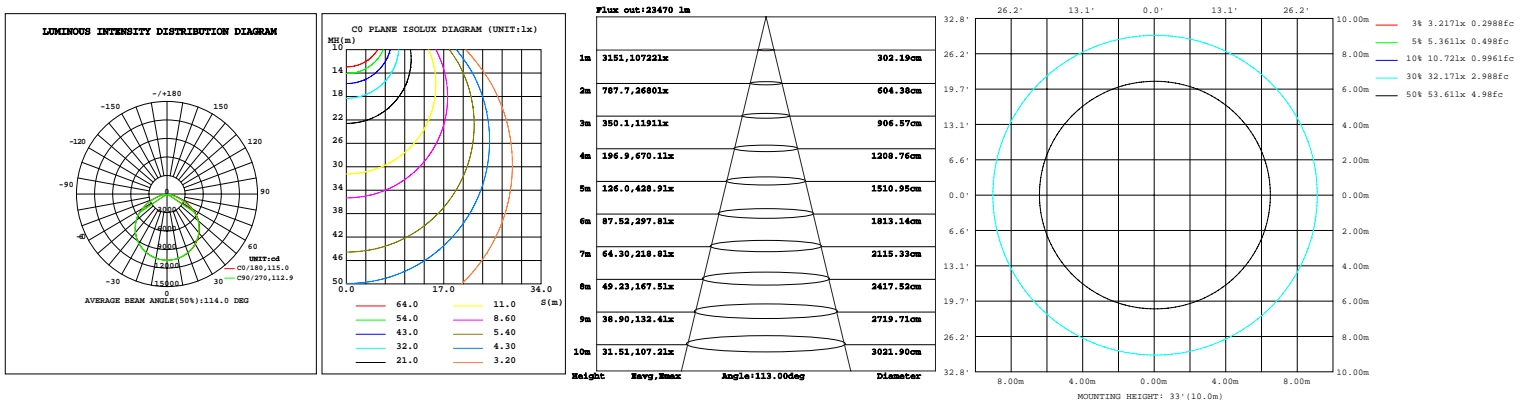 LUMINOUS INTENSITY DISTRIBUTION DIAGRAM
-/+180
-150 150
-120 120
-90 90
0
3000
6000
9000
12000
15000
60
-30 30
0
UNIT:cd
C0/180,115.0
C90/270,112.9
AVERAGE BEAM ANGLE(50%):114.0 DEG
C0 PLANE ISOLUX DIAGRAM (UNIT:lx)
MH(m)
10
14
18
22
26
30
34
38
42
46
50
0.0 17.0 34.0
S(m)
64.0 11.0
54.0 8.60
43.0 5.40
32.0 4.30
21.0 3.20
Flux out:23470 lm
1m 3151,10722lx 302.19cm
2m 787.7,2680lx 604.38cm
3m 350.1,1191lx 906.57cm
4m 196.9,670.1lx 1208.76cm
5m 126.0,428.9lx 1510.95cm
6m 87.52,297.8lx 1813.14cm
7m 64.30,218.8lx 2115.33cm
8m 49.23,167.5lx 2417.52cm
9m 38.90,132.4lx 2719.71cm
10m 31.51,107.2lx 3021.90cm
Height Eavg,Emax Angle:113.00deg Diameter
26.2' 13.1' 0.0' 13.1' 26.2'
32.8' 10.00m
26.2' 8.00m
19.7' 6.00m
13.1' 4.00m
6.6' 2.00m
0.0' 0.00m
6.6' 2.00m
13.1' 4.00m
19.7' 6.00m
26.2' 8.00m
32.8' 10.00m
8.00m 4.00m 0.00m 4.00m 8.00m
MOUNTING HEIGHT: 33'(10.0m)
3% 3.217lx 0.2988fc
5% 5.361lx 0.498fc
10% 10.72lx 0.9961fc
30% 32.17lx 2.988fc
50% 53.61lx 4.98fc